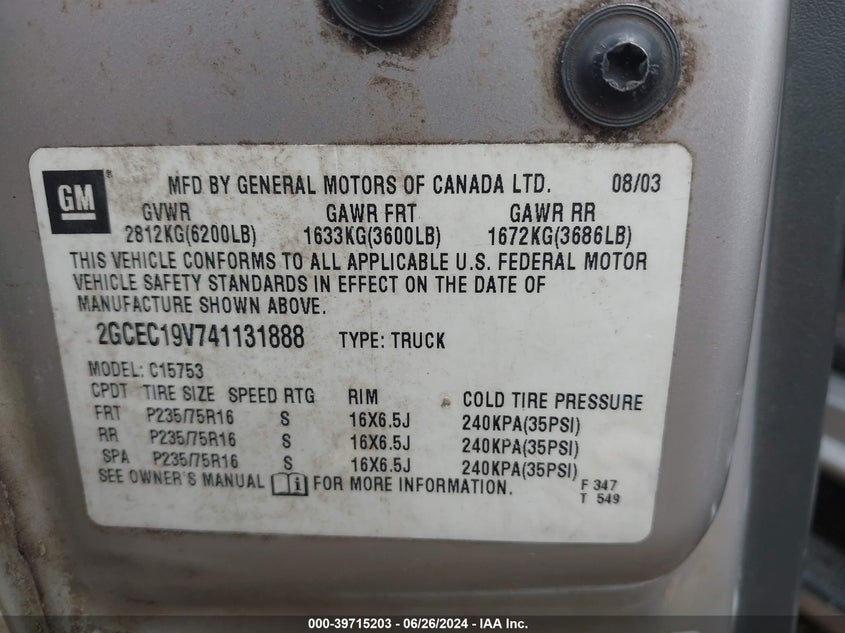 GM
MFD BY GENERAL MOTORS OF CANADA LTD. 08/03
GVWR GAWR FRT GAWR RR
2812KG(6200LB) 1633KG(3600LB) 1672KG(3686LB)
THIS VEHICLE CONFORMS TO ALL APPLICABLE U.S. FEDERAL MOTOR
VEHICLE SAFETY STANDARDS IN EFFECT ON THE DATE OF
MANUFACTURE SHOWN ABOVE.
2GCEC19V741131888 TYPE: TRUCK
MODEL: C15753
CPDT TIRE SIZE SPEED RTG RIM COLD TIRE PRESSURE
FRT P235/75R16 S 16X6.5J 240KPA(35PSI)
RR P235/75R16 S 16X6.5J 240KPA(35PSI)
SPA P235/75R16 S 16X6.5J 240KPA(35PSI)
SEE OWNER'S MANUAL i FOR MORE INFORMATION.
F 347
T 549
000-39715203 - 06/26/2024 - IAA Inc.